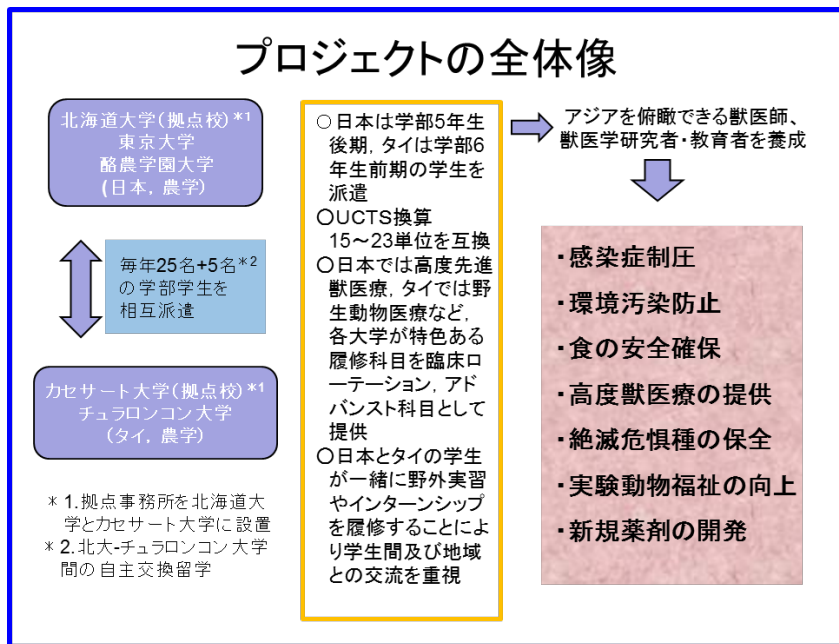 プロジェクトの全体像
北海道大学(拠点校)*1
東京大学
酪農学園大学
(日本, 農学)
毎年25名+5名*2
の学部学生を
相互派遣
カセサート大学(拠点校)*1
チュラロンコン大学
(タイ, 農学)
*1.拠点事務所を北海道大
学とカセサート大学に設置
*2.北大-チュラロンコン大学
間の自主交換留学
○日本は学部5年生
後期, タイは学部6
年生前期の学生を
派遣
○UCTS換算
15～23単位を互換
○日本では高度先進
獣医療, タイでは野
生動物医療など,
各大学が特色ある
履修科目を臨床ロ
ーテーション, アド
バンスト科目として
提供
○日本とタイの学生
が一緒に野外実習
やインターンシップ
を履修することによ
り学生間及び地域
との交流を重視
アジアを俯瞰できる獣医師、
獣医学研究者・教育者を養成
・感染症制圧
・環境汚染防止
・食の安全確保
・高度獣医療の提供
・絶滅危惧種の保全
・実験動物福祉の向上
・新規薬剤の開発